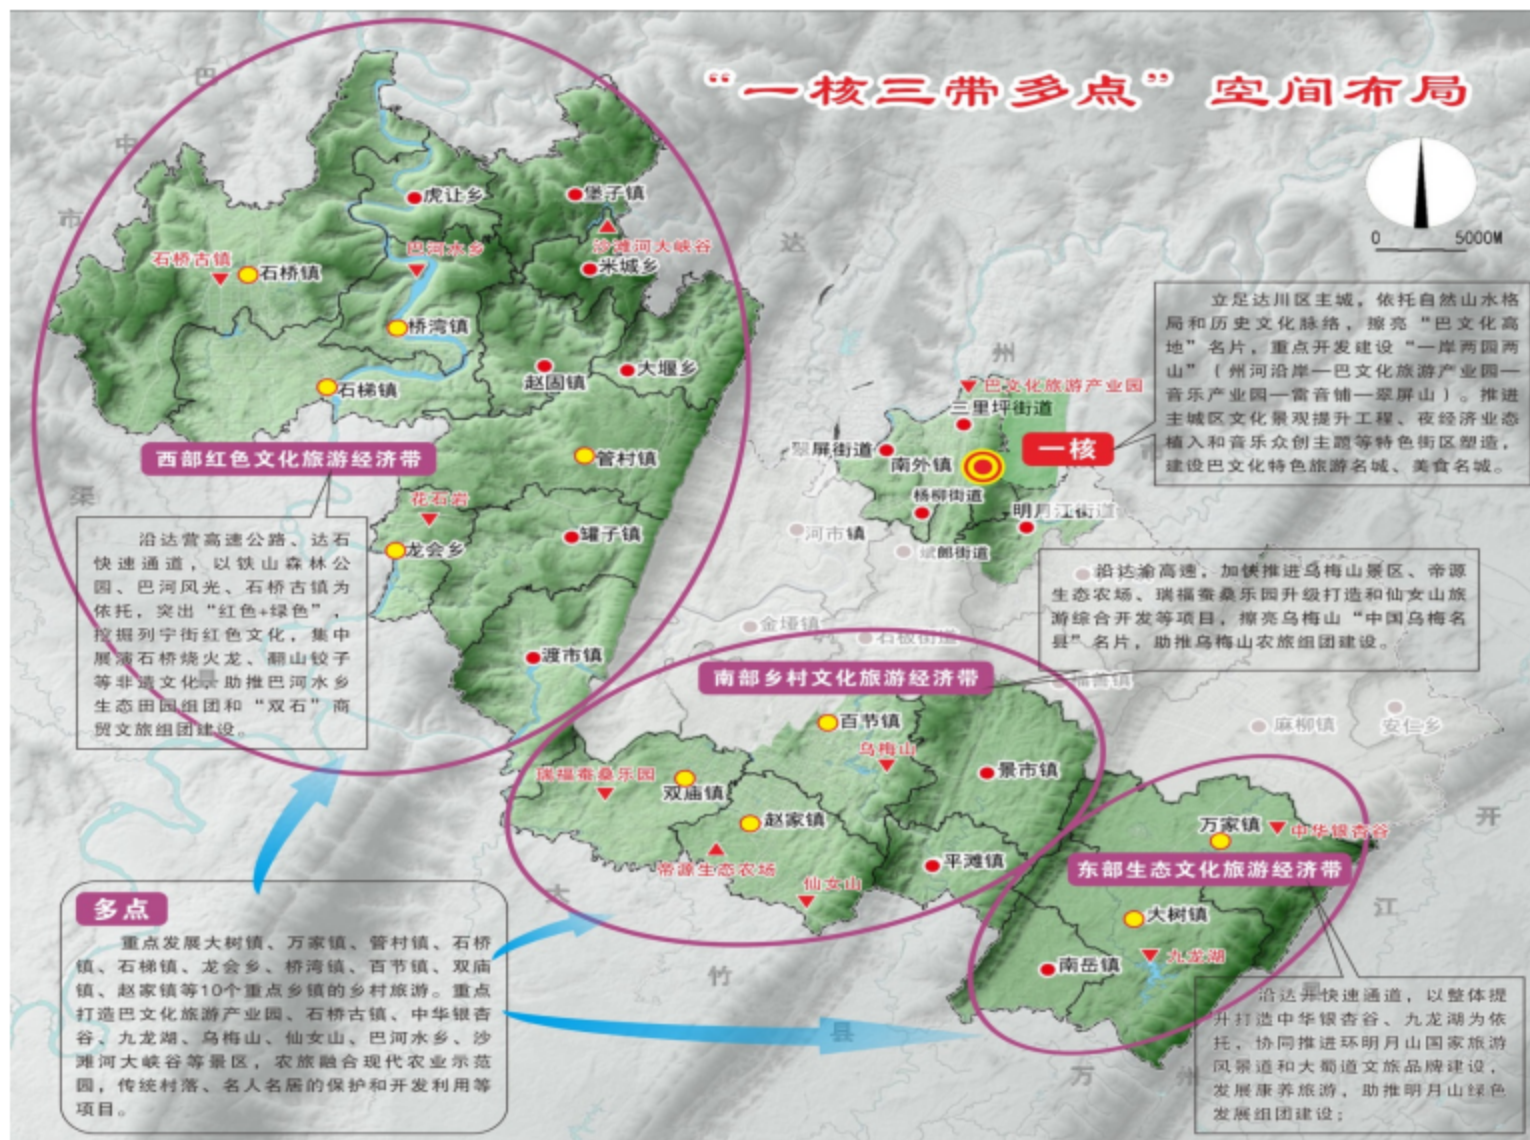 “一核三带多点”空间布局
0 5000M
巴
中
市
达
州
市
渠
县
大
竹
县
开
江
县
万
州
虎让乡
堡子镇
巴河水乡
沙滩河大峡谷
米城乡
石桥古镇
石桥镇
桥湾镇
石梯镇
赵固镇
大堰乡
西部红色文化旅游经济带
管村镇
花石岩
龙会乡
罐子镇
渡市镇
沿达营高速公路、达石
快速通道，以铁山森林公
园、巴河风光、石桥古镇为
依托，突出“红色+绿色”，
挖掘列宁街红色文化，集中
展演石桥烧火龙、翻山铰子
等非遗文化，助推巴河水乡
生态田园组团和“双石”商
贸文旅组团建设。
巴文化旅游产业园
三里坪街道
翠屏街道
南外镇
一核
杨柳街道
明月江街道
河市镇
斌郎街道
金垭镇
石板街道
福善镇
麻柳镇
安仁乡
立足达川区主城，依托自然山水格
局和历史文化脉络，擦亮“巴文化高
地”名片，重点开发建设“一岸两园两
山”（州河沿岸—巴文化旅游产业园—
音乐产业园—雷音铺—翠屏山）。推进
主城区文化景观提升工程、夜经济业态
植入和音乐众创主题等特色街区塑造，
建设巴文化特色旅游名城、美食名城。
沿达渝高速，加快推进乌梅山景区、帝源
生态农场、瑞福蚕桑乐园升级打造和仙女山旅
游综合开发等项目，擦亮乌梅山“中国乌梅名
县”名片，助推乌梅山农旅组团建设。
南部乡村文化旅游经济带
百节镇
乌梅山
景市镇
瑞福蚕桑乐园
双庙镇
赵家镇
平滩镇
帝源生态农场
仙女山
万家镇
中华银杏谷
东部生态文化旅游经济带
大树镇
南岳镇
九龙湖
沿达开快速通道，以整体提
升打造中华银杏谷、九龙湖为依
托，协同推进环明月山国家旅游
风景道和大蜀道文旅品牌建设，
发展康养旅游，助推明月山绿色
发展组团建设；
多点
重点发展大树镇、万家镇、管村镇、石桥
镇、石梯镇、龙会乡、桥湾镇、百节镇、双庙
镇、赵家镇等10个重点乡镇的乡村旅游。重点
打造巴文化旅游产业园、石桥古镇、中华银杏
谷、九龙湖、乌梅山、仙女山、巴河水乡、沙
滩河大峡谷等景区，农旅融合现代农业示范
园，传统村落、名人名居的保护和开发利用等
项目。